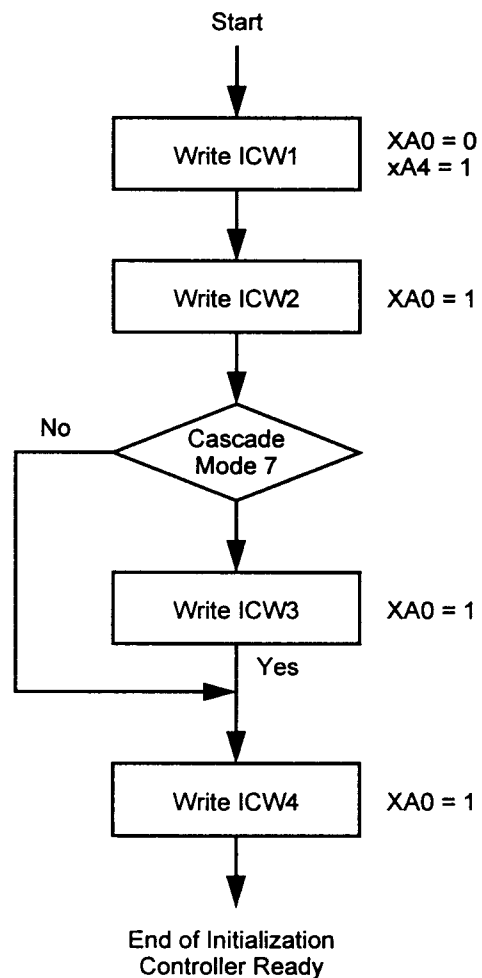 Start
Write ICW1
XA0 = 0
xA4 = 1
Write ICW2
XA0 = 1
No
Cascade
Mode 7
Write ICW3
XA0 = 1
Yes
Write ICW4
XA0 = 1
End of Initialization
Controller Ready